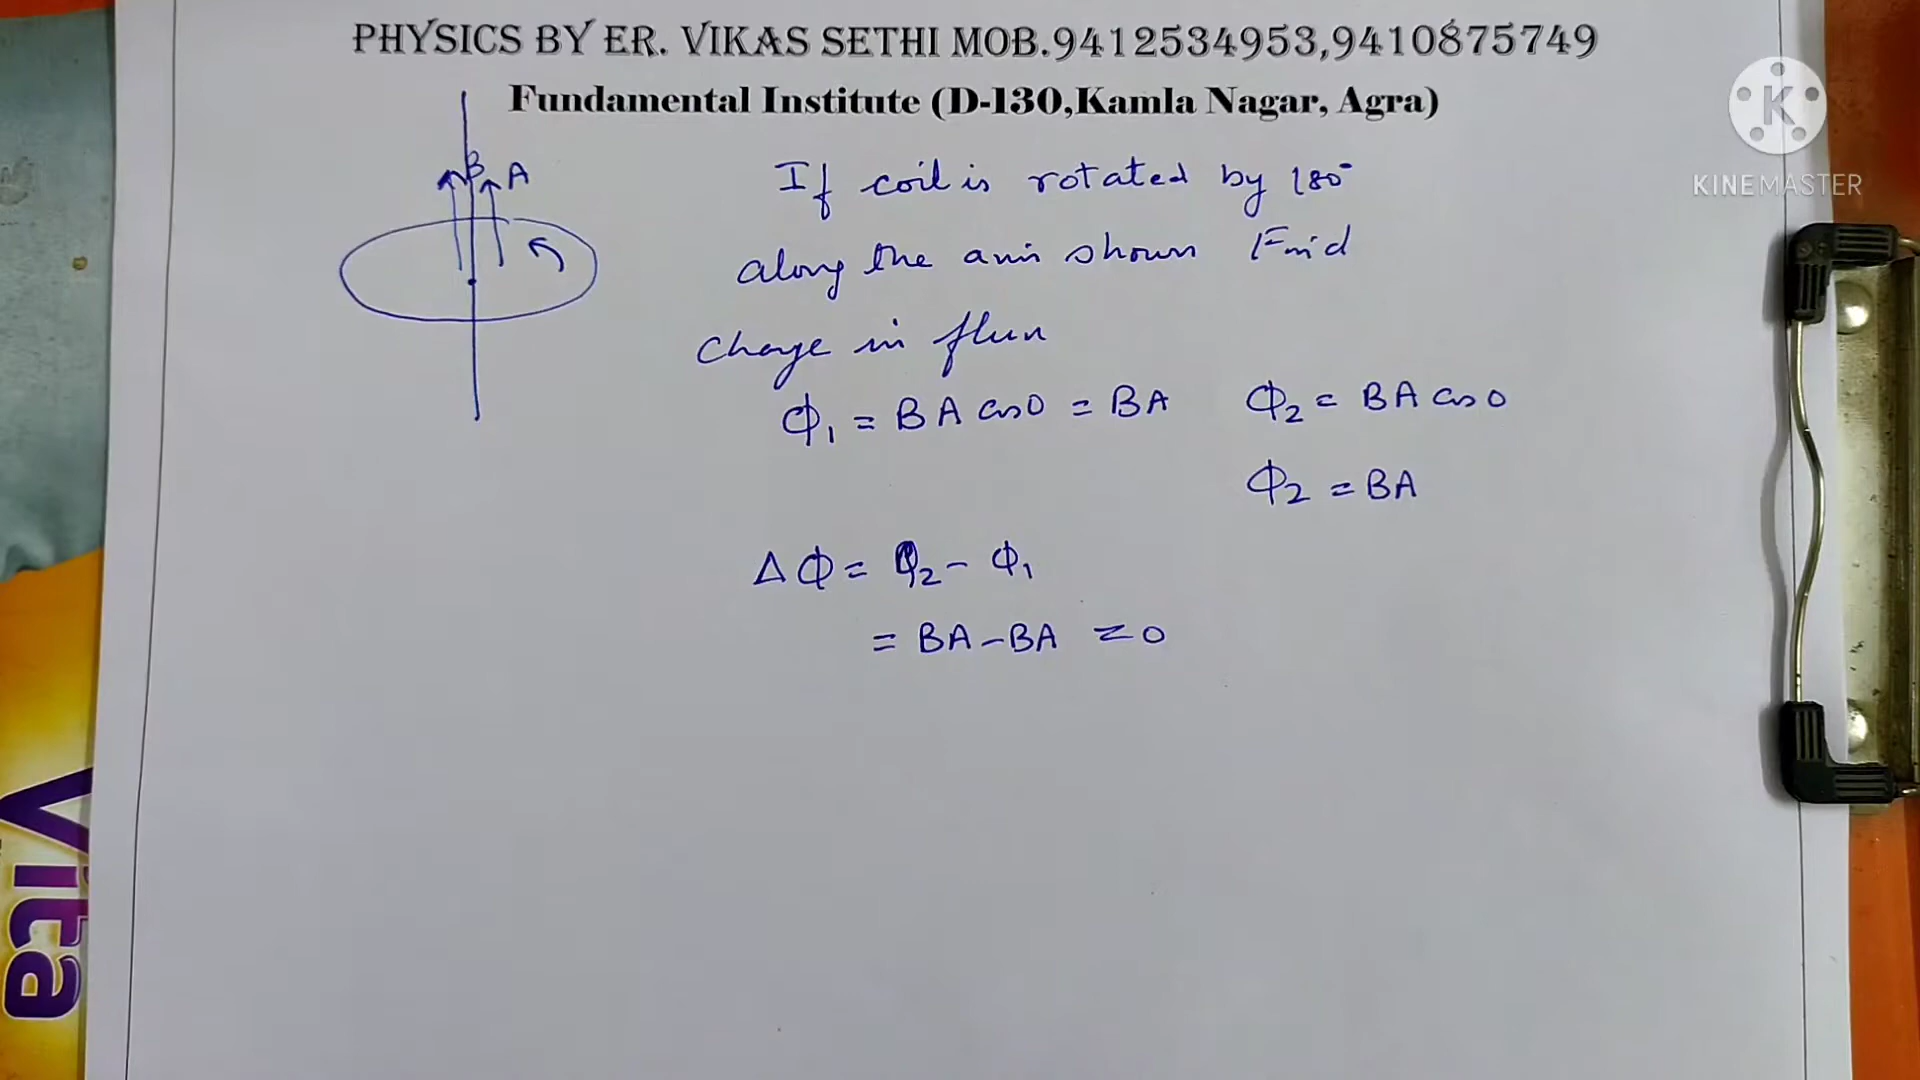 PHYSICS BY ER. VIKAS SETHI MOB.9412534953,9410875749
Fundamental Institute (D-130,Kamla Nagar, Agra)
K
KINEMASTER
B A
If coil is rotated by 180°
along the axis shown Find
Change in flux
Φ₁ = BA cos0 = BA Φ₂ = BA cos 0
Φ₂ = BA
ΔΦ = Φ₂ - Φ₁
= BA - BA = 0
Vita